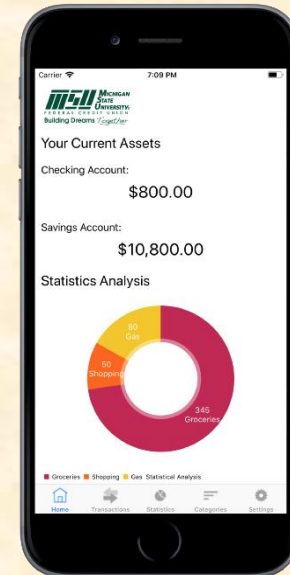 Carrier 7:09 PM
MSU MICHIGAN
STATE
UNIVERSITY
FEDERAL CREDIT UNION
Building Dreams Together
Your Current Assets
Checking Account:
$800.00
Savings Account:
$10,800.00
Statistics Analysis
80
Gas
50
Shopping
345
Groceries
Groceries Shopping Gas Statistical Analysis
Home Transactions Statistics Categories Settings